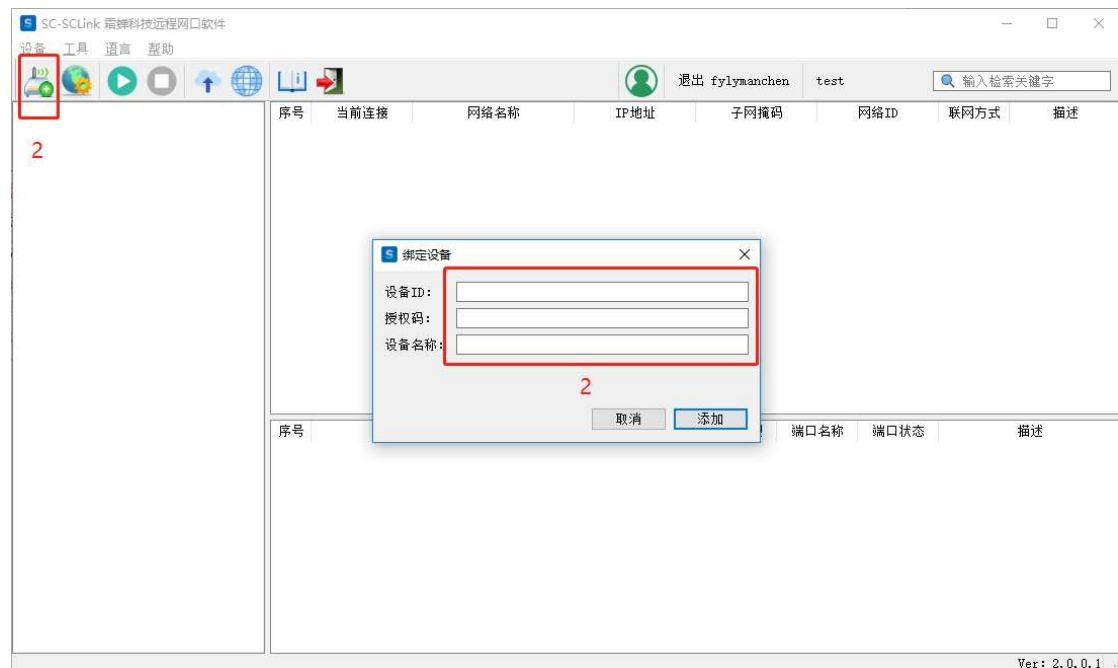 SC-SCLink 霜蝉科技远程网口软件
设备 工具 语言 帮助
退出 fylymanchen test 输入检索关键字
序号 当前连接 网络名称 IP地址 子网掩码 网络ID 联网方式 描述
2
绑定设备
设备ID:
授权码:
设备名称:
2
取消 添加
序号 端口名称 端口状态 描述
Ver: 2.0.0.1